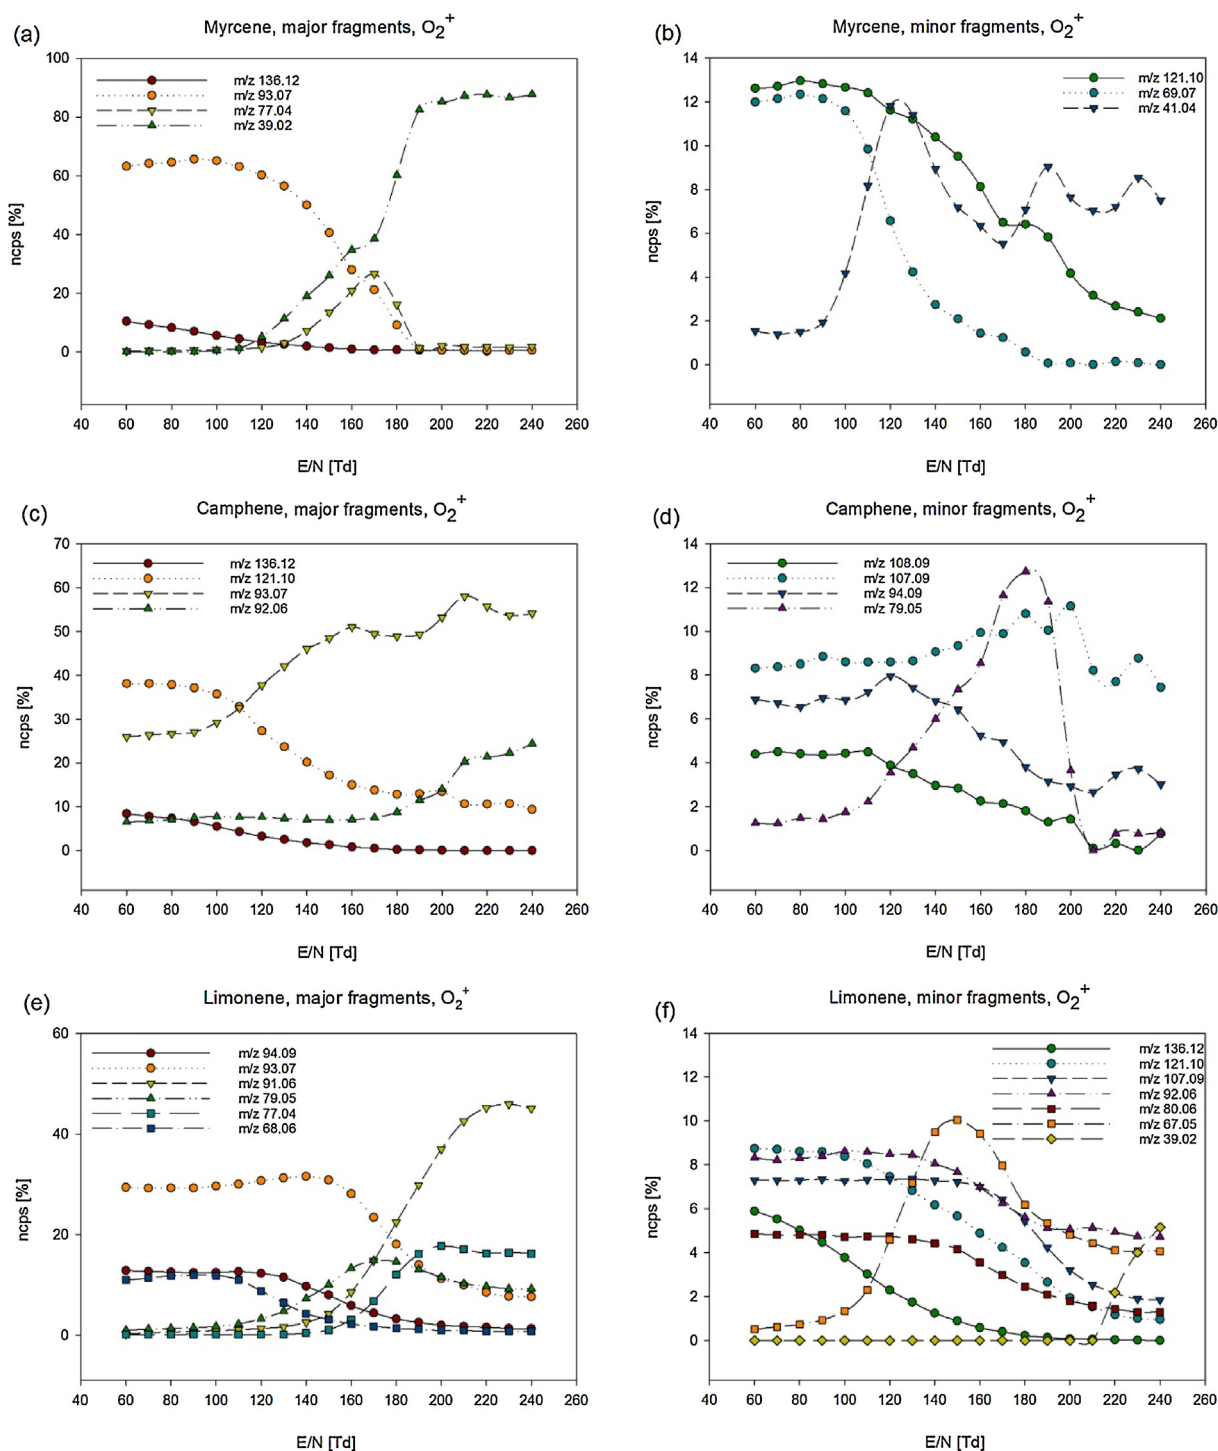 (a)
Myrcene, major fragments, O₂⁺
100
80
60
40
20
0
m/z 136.12
m/z 93.07
m/z 77.04
m/z 39.02
ncps [%]
40 60 80 100 120 140 160 180 200 220 240 260
E/N [Td]
(b)
Myrcene, minor fragments, O₂⁺
14
12
10
8
6
4
2
0
m/z 121.10
m/z 69.07
m/z 41.04
ncps [%]
40 60 80 100 120 140 160 180 200 220 240 260
E/N [Td]
(c)
Camphene, major fragments, O₂⁺
70
60
50
40
30
20
10
0
m/z 136.12
m/z 121.10
m/z 93.07
m/z 92.06
ncps [%]
40 60 80 100 120 140 160 180 200 220 240 260
E/N [Td]
(d)
Camphene, minor fragments, O₂⁺
14
12
10
8
6
4
2
0
m/z 108.09
m/z 107.09
m/z 94.09
m/z 79.05
ncps [%]
40 60 80 100 120 140 160 180 200 220 240 260
E/N [Td]
(e)
Limonene, major fragments, O₂⁺
60
40
20
0
m/z 94.09
m/z 93.07
m/z 91.06
m/z 79.05
m/z 77.04
m/z 68.06
ncps [%]
40 60 80 100 120 140 160 180 200 220 240 260
E/N [Td]
(f)
Limonene, minor fragments, O₂⁺
14
12
10
8
6
4
2
0
m/z 136.12
m/z 121.10
m/z 107.09
m/z 92.06
m/z 80.06
m/z 67.05
m/z 39.02
ncps [%]
40 60 80 100 120 140 160 180 200 220 240 260
E/N [Td]